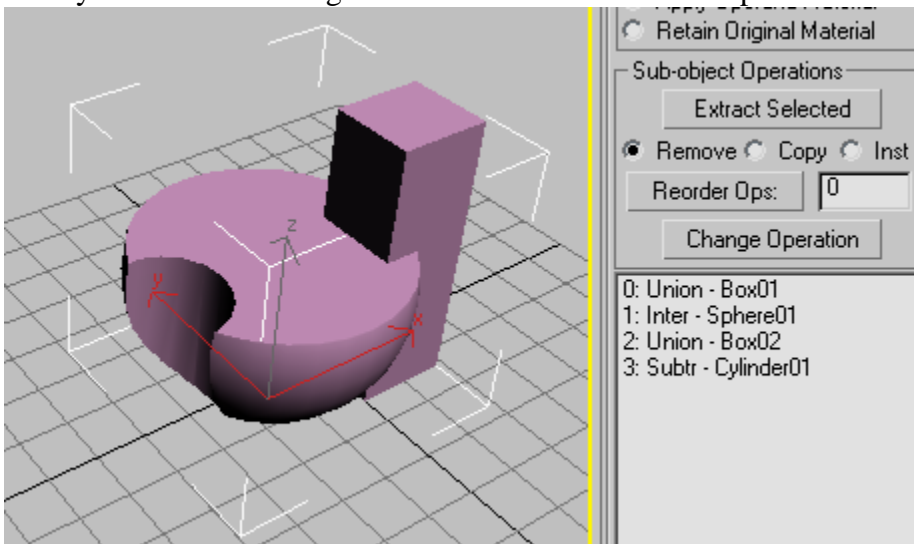 Retain Original Material
Sub-object Operations
Extract Selected
Remove Copy Inst
Reorder Ops: 0
Change Operation
0: Union - Box01
1: Inter - Sphere01
2: Union - Box02
3: Subtr - Cylinder01
z
y
x